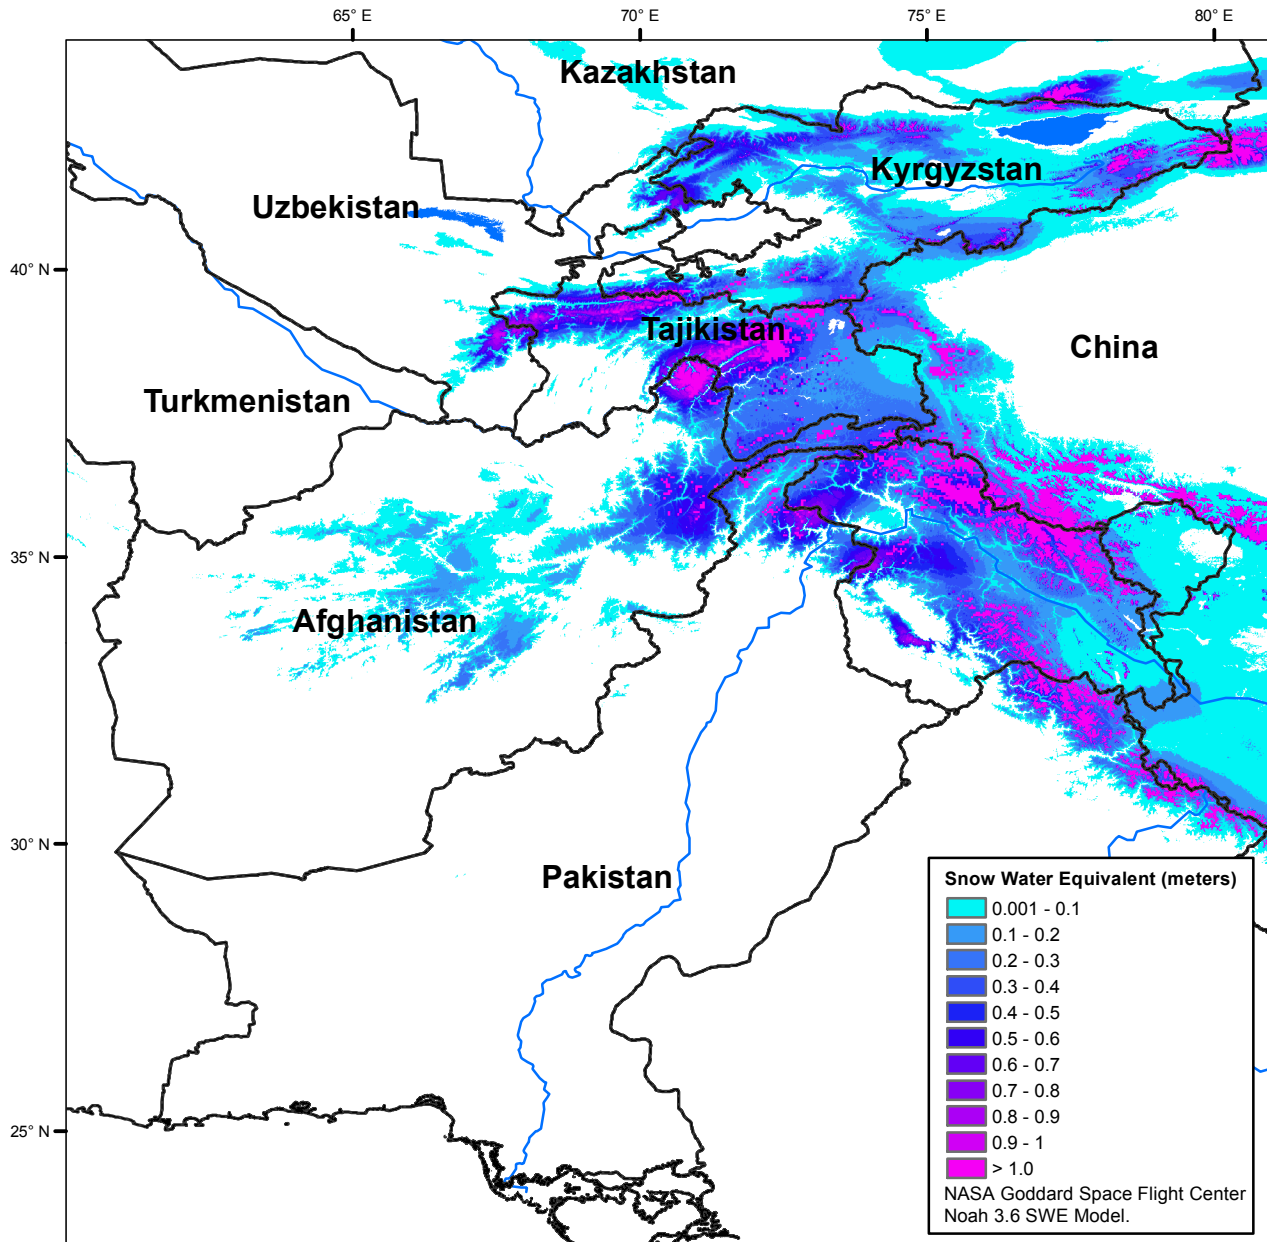 65° E
70° E
75° E
80° E
Kazakhstan
Kyrgyzstan
Uzbekistan
40° N
Tajikistan
China
Turkmenistan
35° N
Afghanistan
30° N
Pakistan
25° N
Snow Water Equivalent (meters)
0.001 - 0.1
0.1 - 0.2
0.2 - 0.3
0.3 - 0.4
0.4 - 0.5
0.5 - 0.6
0.6 - 0.7
0.7 - 0.8
0.8 - 0.9
0.9 - 1
> 1.0
NASA Goddard Space Flight Center
Noah 3.6 SWE Model.